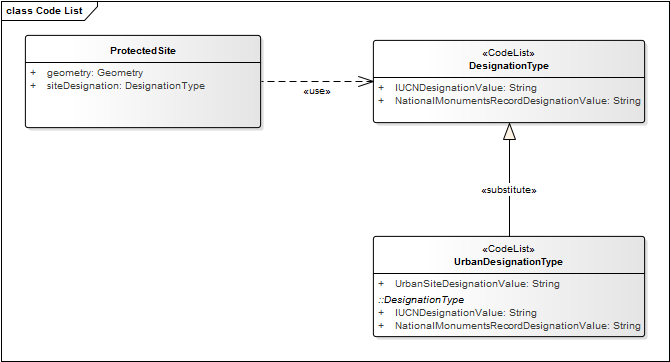 class Code List
ProtectedSite
+ geometry: Geometry
+ siteDesignation: DesignationType
«use»
«CodeList»
DesignationType
+ IUCNDesignationValue: String
+ NationalMonumentsRecordDesignationValue: String
«substitute»
«CodeList»
UrbanDesignationType
+ UrbanSiteDesignationValue: String
::DesignationType
+ IUCNDesignationValue: String
+ NationalMonumentsRecordDesignationValue: String